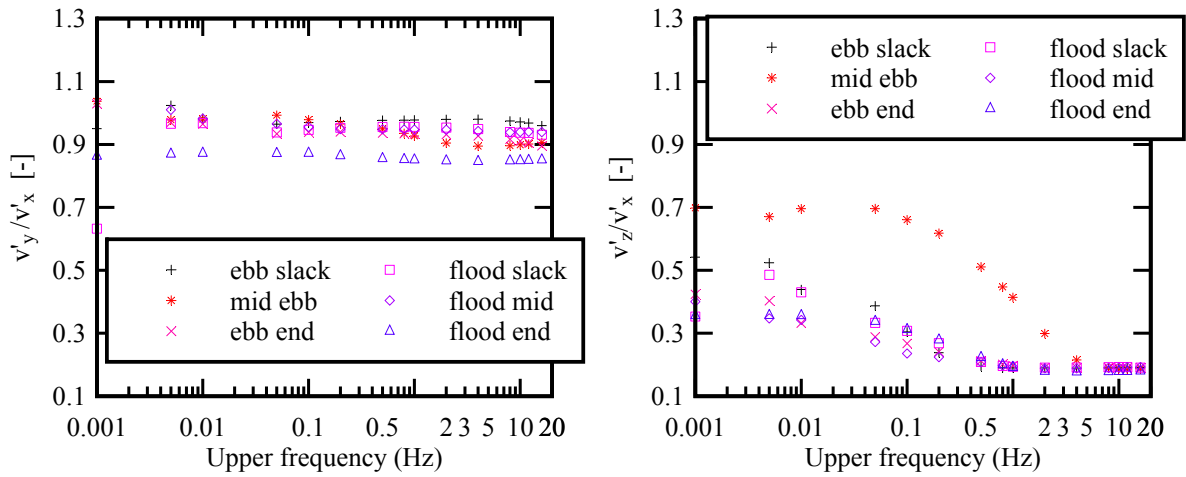 1.3
1.1
0.9
0.7
0.5
0.3
0.1
v'y/v'x [-]
ebb slack
mid ebb
ebb end
flood slack
flood mid
flood end
0.001 0.01 0.1 0.5 1 2 3 5 10 20
Upper frequency (Hz)
1.3
1.1
0.9
0.7
0.5
0.3
0.1
v'z/v'x [-]
ebb slack
mid ebb
ebb end
flood slack
flood mid
flood end
0.001 0.01 0.1 0.5 1 2 3 5 10 20
Upper frequency (Hz)